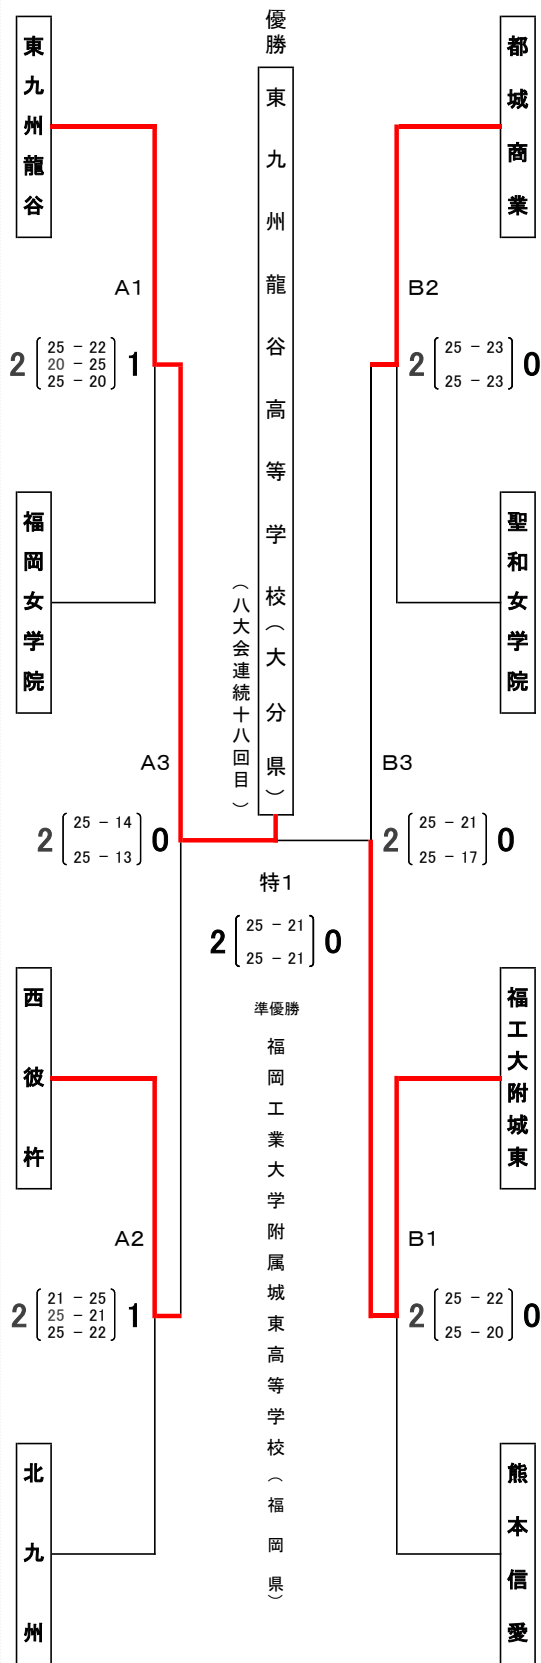 優勝
東九州龍谷高等学校（大分県）
（八大会連続十八回目）
東九州龍谷
A1
2 25 － 22 1
20 － 25
25 － 20
福岡女学院
A3
2 25 － 14 0
25 － 13
西彼杵
A2
2 21 － 25 1
25 － 21
25 － 22
北九州
都城商業
B2
2 25 － 23 0
25 － 23
聖和女学院
B3
2 25 － 21 0
25 － 17
福工大附城東
B1
2 25 － 22 0
25 － 20
熊本信愛
特1
2 25 － 21 0
25 － 21
準優勝
福岡工業大学附属城東高等学校（福岡県）